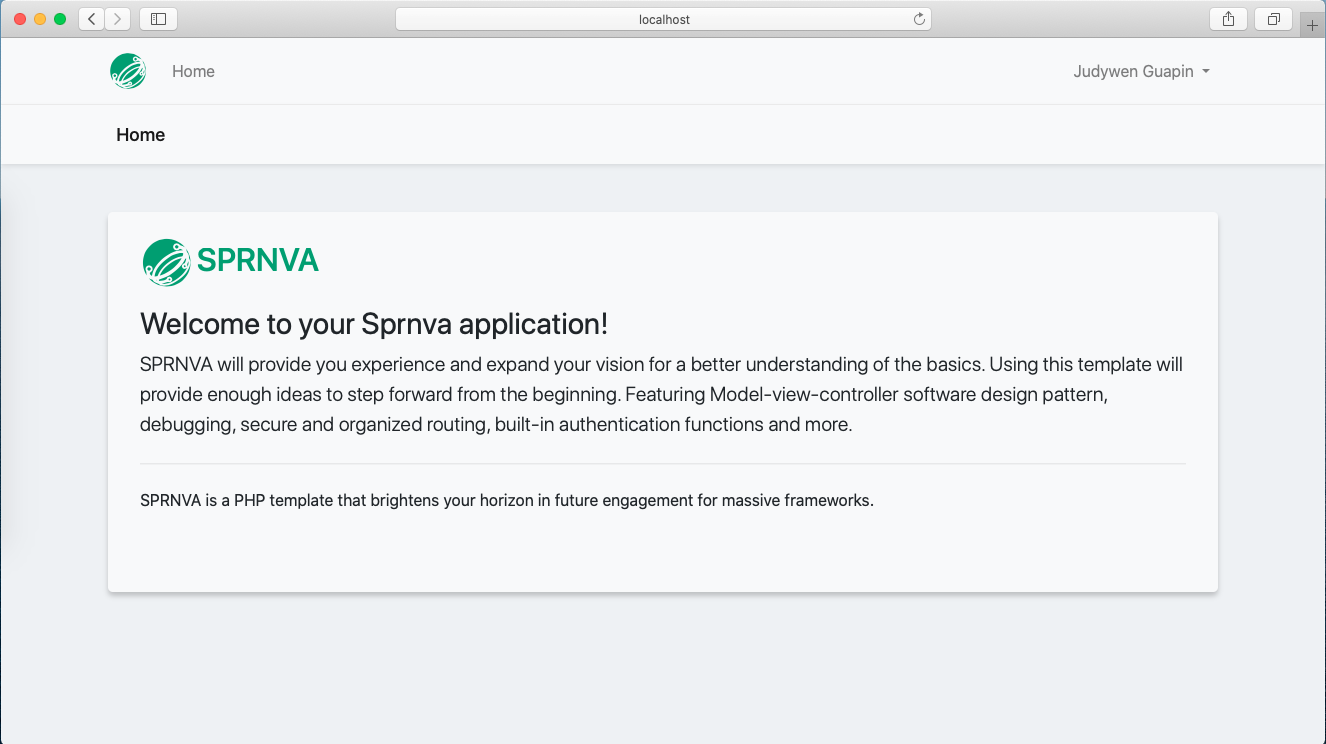 localhost
Home
Judywen Guapin
Home
SPRNVA
Welcome to your Sprnva application!
SPRNVA will provide you experience and expand your vision for a better understanding of the basics. Using this template will
provide enough ideas to step forward from the beginning. Featuring Model-view-controller software design pattern,
debugging, secure and organized routing, built-in authentication functions and more.
SPRNVA is a PHP template that brightens your horizon in future engagement for massive frameworks.